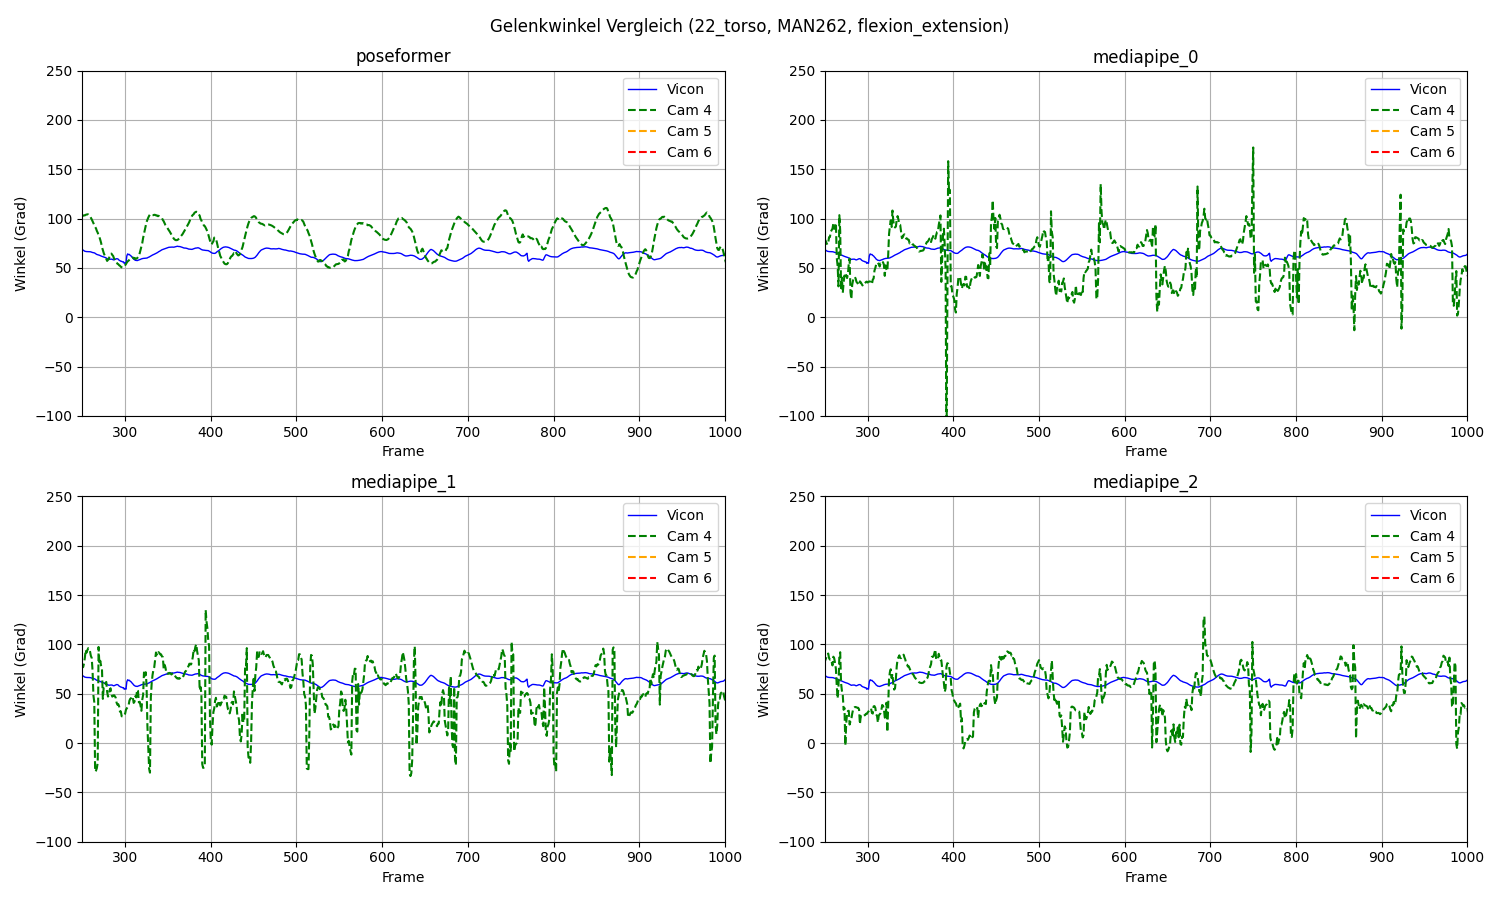 Gelenkwinkel Vergleich (22_torso, MAN262, flexion_extension)
poseformer
250
200
150
100
50
0
−50
−100
Winkel (Grad)
300
400
500
600
700
800
900
1000
Frame
Vicon
Cam 4
Cam 5
Cam 6
mediapipe_0
250
200
150
100
50
0
−50
−100
Winkel (Grad)
300
400
500
600
700
800
900
1000
Frame
Vicon
Cam 4
Cam 5
Cam 6
mediapipe_1
250
200
150
100
50
0
−50
−100
Winkel (Grad)
300
400
500
600
700
800
900
1000
Frame
Vicon
Cam 4
Cam 5
Cam 6
mediapipe_2
250
200
150
100
50
0
−50
−100
Winkel (Grad)
300
400
500
600
700
800
900
1000
Frame
Vicon
Cam 4
Cam 5
Cam 6